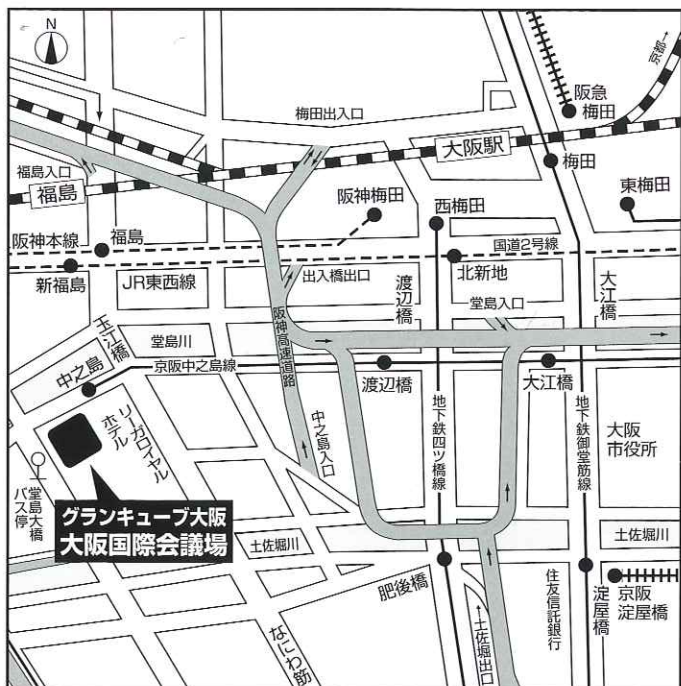 N
京都→
阪急
梅田
梅田出入口
大阪駅
梅田
福島入口
福島
東梅田
阪神梅田
西梅田
阪神本線
福島
国道2号線
新福島
JR東西線
出入橋出口
渡辺橋
北新地
堂島入口
大江橋
玉江橋
堂島川
阪神高速道路
中之島
京阪中之島線
渡辺橋
大江橋
リーガロイヤル
ホテル
中之島入口
地下鉄四ツ橋線
地下鉄御堂筋線
大阪
市役所
堂島大橋
バス停
グランキューブ大阪
大阪国際会議場
土佐堀川
土佐堀川
肥後橋
なにわ筋
←土佐堀出口
住友信託銀行
淀屋橋
京阪
淀屋橋